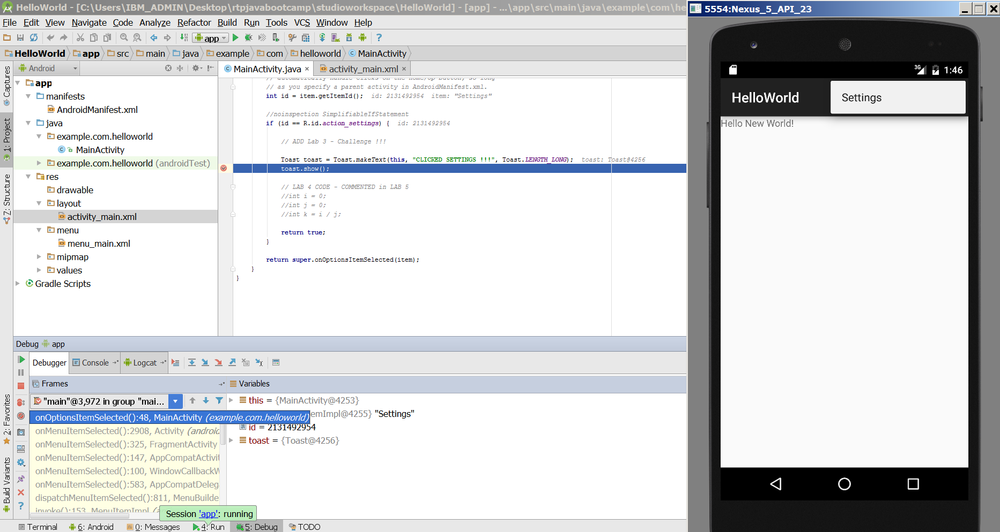 HelloWorld - [C:\Users\IBM_ADMIN\Desktop\rtpjavabootcamp\studioworkspace\HelloWorld] - [app] - ...\app\src\main\java\example\com\he
File Edit View Navigate Code Analyze Refactor Build Run Tools VCS Window Help
app
HelloWorld app src main java example com helloworld MainActivity
Captures
1: Project
Z: Structure
2: Favorites
Build Variants
Android
app
manifests
AndroidManifest.xml
java
example.com.helloworld
MainActivity
example.com.helloworld (androidTest)
res
drawable
layout
activity_main.xml
menu
menu_main.xml
mipmap
values
Gradle Scripts
MainActivity.java × activity_main.xml ×
// automatically handle clicks on the Home/Up button, so long
// as you specify a parent activity in AndroidManifest.xml.
int id = item.getItemId(); id: 2131492954 item: "Settings"
//noinspection SimplifiableIfStatement
if (id == R.id.action_settings) { id: 2131492954
// ADD Lab 3 - Challenge !!!
Toast toast = Toast.makeText(this, "CLICKED SETTINGS !!!", Toast.LENGTH_LONG); toast: Toast@4256
toast.show();
// LAB 4 CODE - COMMENTED in LAB 5
//int i = 0;
//int j = 0;
//int k = i / j;
return true;
}
return super.onOptionsItemSelected(item);
}
}
Debug app
Debugger Console Logcat
Frames
"main"@3,972 in group "mai...
onOptionsItemSelected():48, MainActivity (example.com.helloworld)
onMenuItemSelected():2908, Activity (android
onMenuItemSelected():325, FragmentActivity
onMenuItemSelected():147, AppCompatActivit
onMenuItemSelected():100, WindowCallbackW
onMenuItemSelected():583, AppCompatDelega
dispatchMenuItemSelected():811, MenuBuilde
invoke():153, MenuItemImpl (a
Variables
this = {MainActivity@4253}
emImpl@4255} "Settings"
id = 2131492954
toast = {Toast@4256}
Session 'app': running
Terminal 6: Android 0: Messages 4: Run 5: Debug TODO
5554:Nexus_5_API_23
3G 1:46
HelloWorld
Settings
Hello New World!